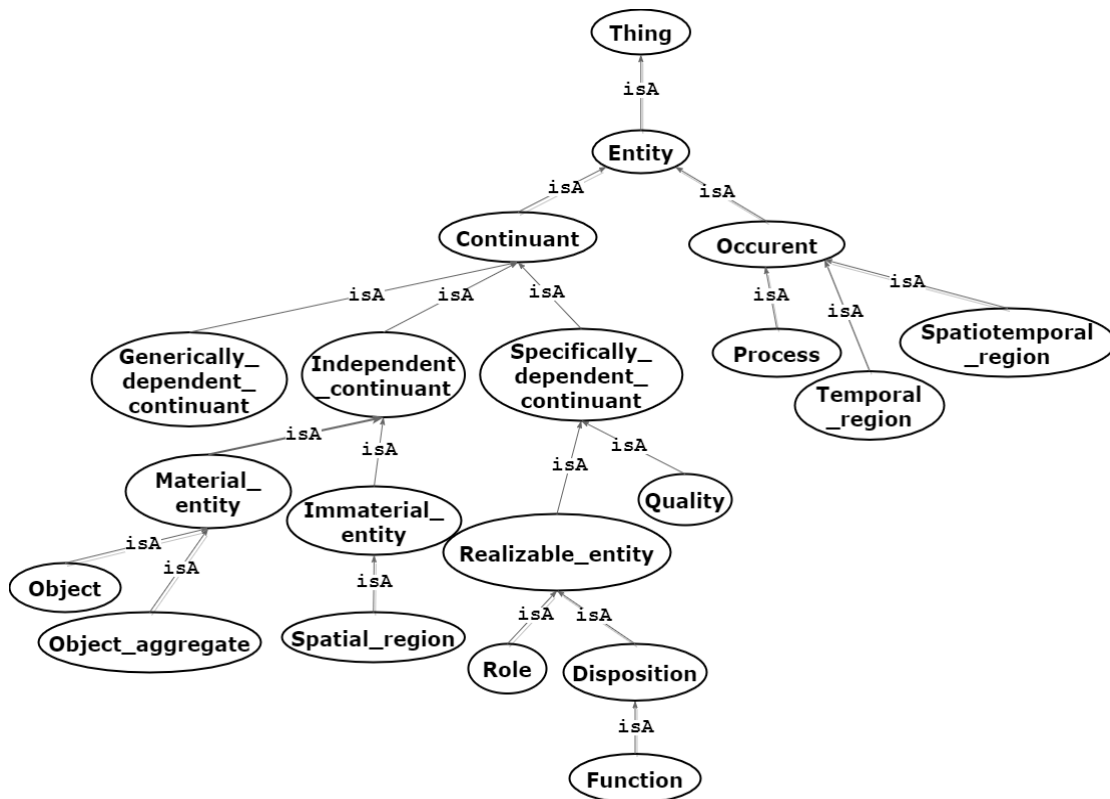 Thing
isA
Entity
isA
isA
Continuant
Occurent
isA
isA
isA
isA
isA
isA
Generically_
dependent_
continuant
Independent
_continuant
Specifically_
dependent_
continuant
Process
Temporal
_region
Spatiotemporal
_region
isA
isA
isA
isA
Material_
entity
Immaterial_
entity
Realizable_entity
Quality
isA
isA
isA
isA
isA
Object
Object_aggregate
Spatial_region
Role
Disposition
isA
Function